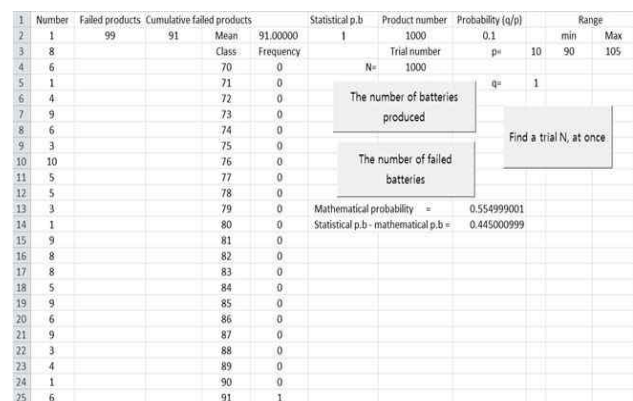 1 Number Failed products Cumulative failed products Statistical p.b Product number Probability (q/p) Range
2 1 99 91 Mean 91.00000 1 1000 0.1 min Max
3 8 Class Frequency Trial number p= 10 90 105
4 6 70 0 N= 1000
5 1 71 0 q= 1
6 4 72 0 The number of batteries
7 9 73 0 produced
8 6 74 0
9 3 75 0 Find a trial N, at once
10 10 76 0 The number of failed
11 5 77 0 batteries
12 5 78 0
13 3 79 0 Mathematical probability = 0.554999001
14 1 80 0 Statistical p.b - mathematical p.b = 0.445000999
15 9 81 0
16 8 82 0
17 8 83 0
18 5 84 0
19 9 85 0
20 6 86 0
21 9 87 0
22 3 88 0
23 4 89 0
24 1 90 0
25 6 91 1